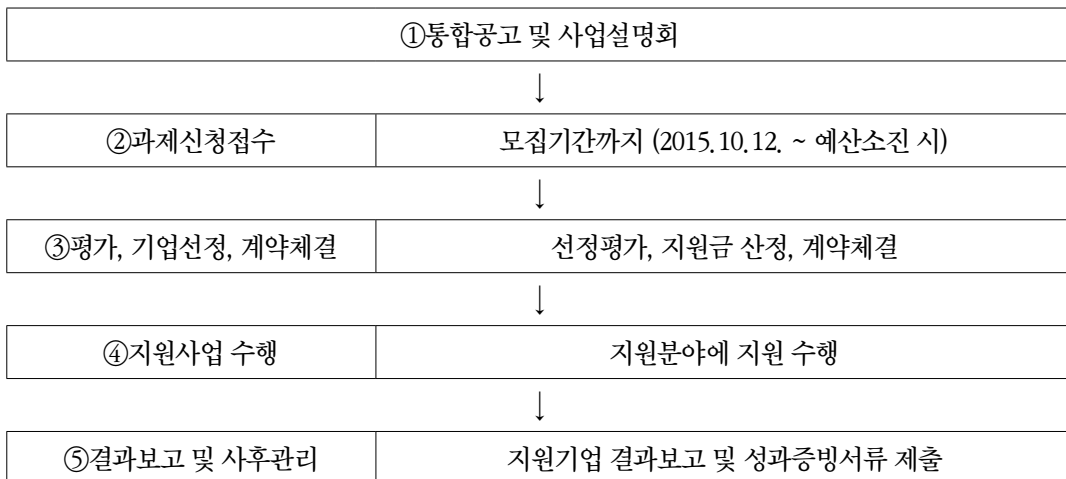 ①통합공고 및 사업설명회
↓
②과제신청접수 모집기간까지 (2015.10.12. ~ 예산소진 시)
↓
③평가, 기업선정, 계약체결 선정평가, 지원금 산정, 계약체결
↓
④지원사업 수행 지원분야에 지원 수행
↓
⑤결과보고 및 사후관리 지원기업 결과보고 및 성과증빙서류 제출